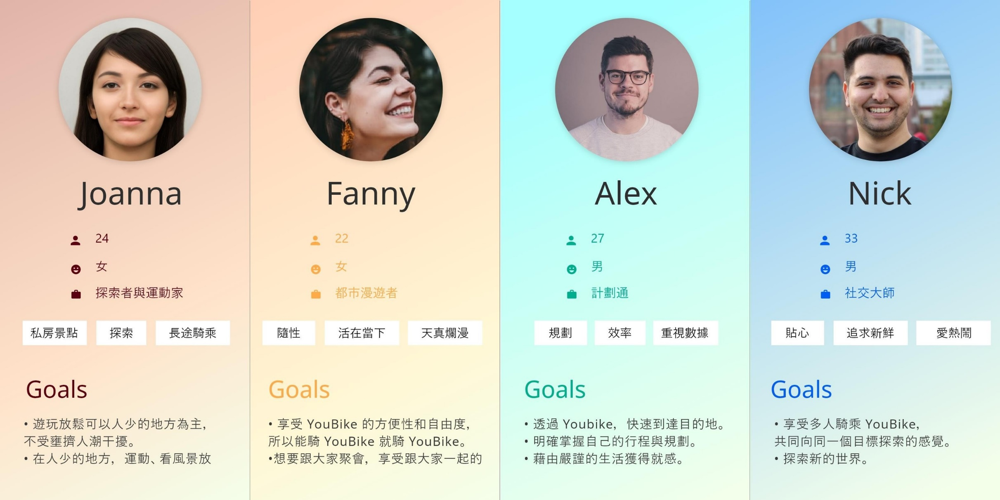 Joanna
24
女
探索者與運動家
私房景點
探索
長途騎乘
Goals
• 遊玩放鬆可以人少的地方為主，
不受壅擠人潮干擾。
• 在人少的地方，運動、看風景放
Fanny
22
女
都市漫遊者
隨性
活在當下
天真爛漫
Goals
• 享受 YouBike 的方便性和自由度，
所以能騎 YouBike 就騎 YouBike。
•想要跟大家聚會，享受跟大家一起的
Alex
27
男
計劃通
規劃
效率
重視數據
Goals
• 透過 Youbike，快速到達目的地。
• 明確掌握自己的行程與規劃。
• 藉由嚴謹的生活獲得就感。
Nick
33
男
社交大師
貼心
追求新鮮
愛熱鬧
Goals
• 享受多人騎乘 YouBike，
共同向同一個目標探索的感覺。
• 探索新的世界。